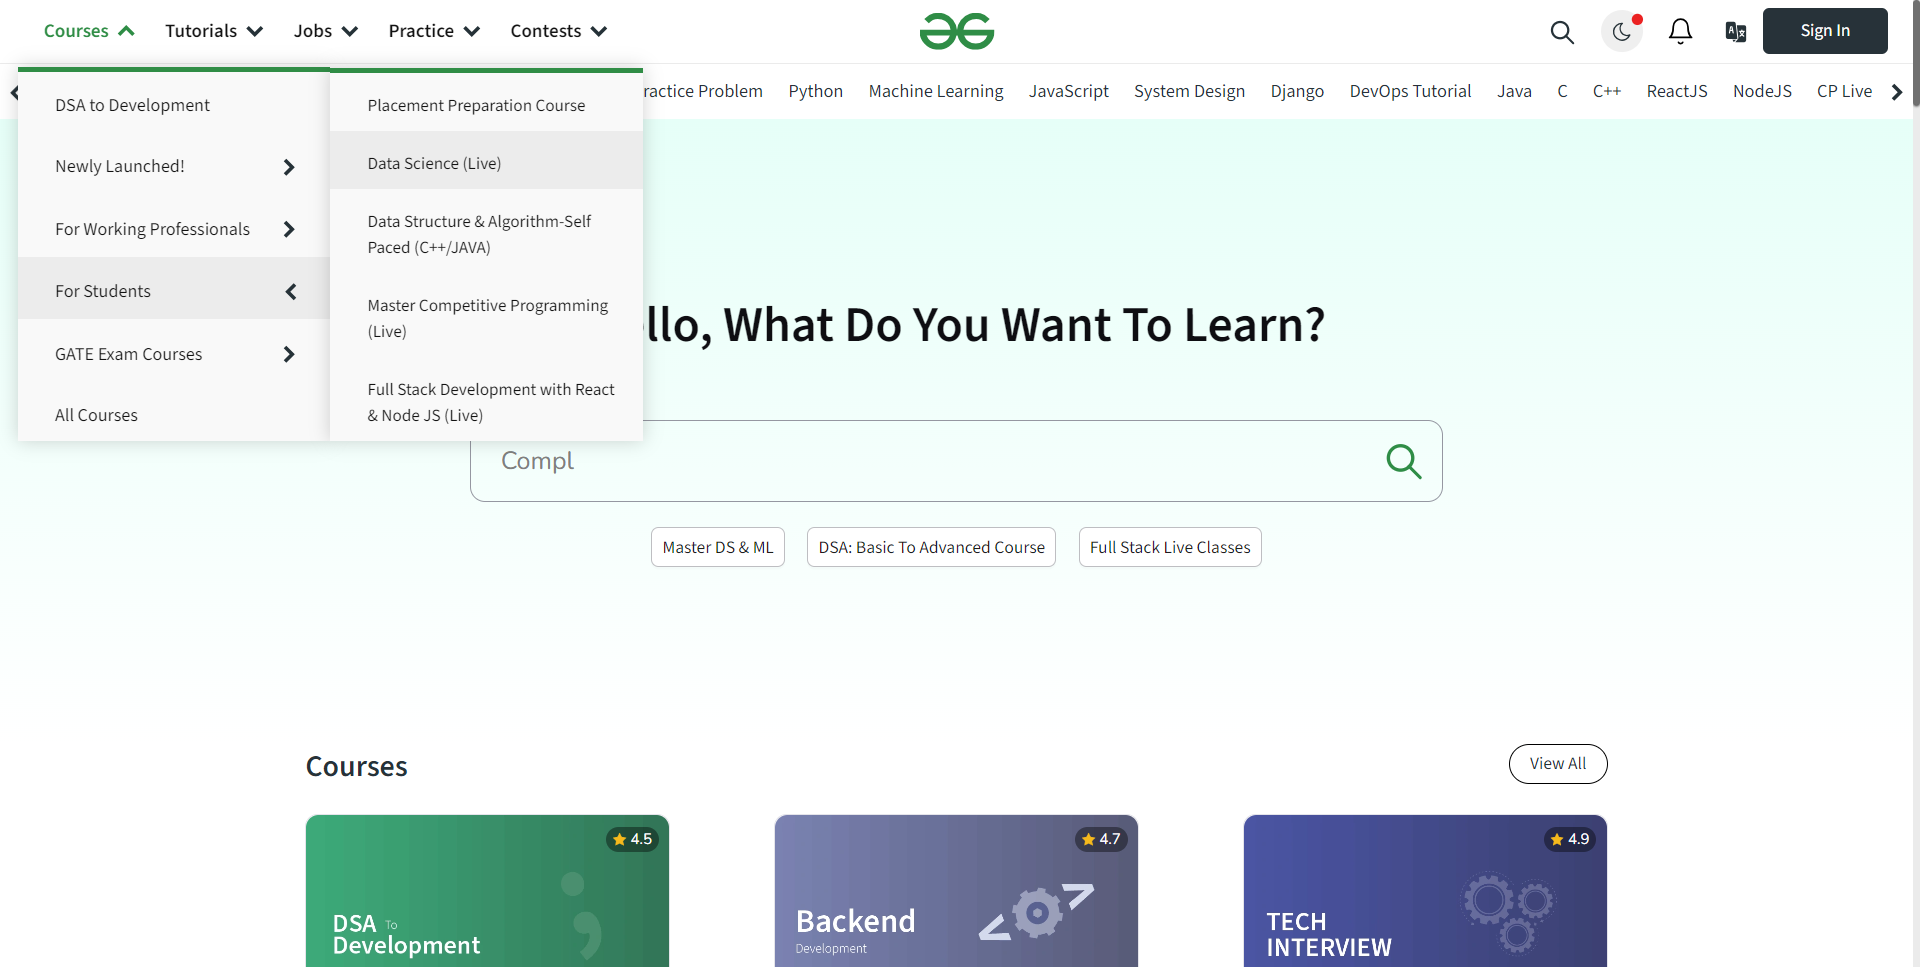 Courses
Tutorials
Jobs
Practice
Contests
Sign In
DSA to Development
Newly Launched!
For Working Professionals
For Students
GATE Exam Courses
All Courses
Placement Preparation Course
Data Science (Live)
Data Structure & Algorithm-Self
Paced (C++/JAVA)
Master Competitive Programming
(Live)
Full Stack Development with React
& Node JS (Live)
Problem
Python
Machine Learning
JavaScript
System Design
Django
DevOps Tutorial
Java
C
C++
ReactJS
NodeJS
CP Live
What Do You Want To Learn?
Compl
Master DS & ML
DSA: Basic To Advanced Course
Full Stack Live Classes
Courses
View All
4.5
DSA To
Development
4.7
Backend
Development
4.9
TECH
INTERVIEW